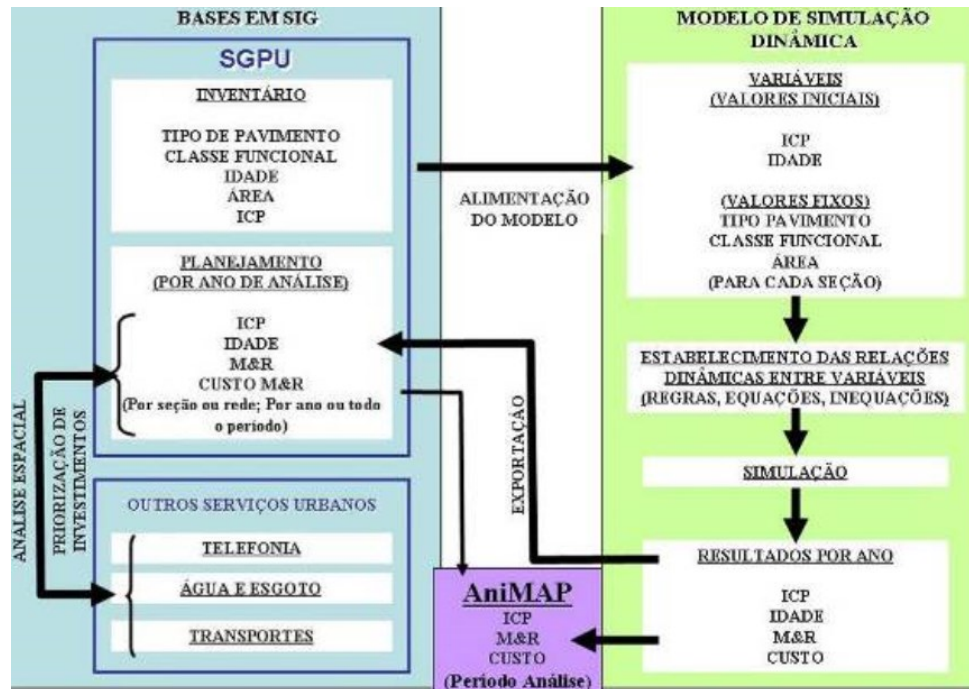 BASES EM SIG
SGPU
INVENTÁRIO
TIPO DE PAVIMENTO
CLASSE FUNCIONAL
IDADE
ÁREA
ICP
PLANEJAMENTO
(POR ANO DE ANÁLISE)
ICP
IDADE
M&R
CUSTO M&R
(Por seção ou rede; Por ano ou todo
o período)
ANÁLISE ESPACIAL
PRIORIZAÇÃO DE
INVESTIMENTOS
OUTROS SERVIÇOS URBANOS
TELEFONIA
ÁGUA E ESGOTO
TRANSPORTES
ALIMENTAÇÃO
DO MODELO
EXPORTAÇÃO
AniMAP
ICP
M&R
CUSTO
(Período Análise)
MODELO DE SIMULAÇÃO
DINÂMICA
VARIÁVEIS
(VALORES INICIAIS)
ICP
IDADE
(VALORES FIXOS)
TIPO PAVIMENTO
CLASSE FUNCIONAL
ÁREA
(PARA CADA SEÇÃO)
ESTABELECIMENTO DAS RELAÇÕES
DINÂMICAS ENTRE VARIÁVEIS
(REGRAS, EQUAÇÕES, INEQUAÇÕES)
SIMULAÇÃO
RESULTADOS POR ANO
ICP
IDADE
M&R
CUSTO